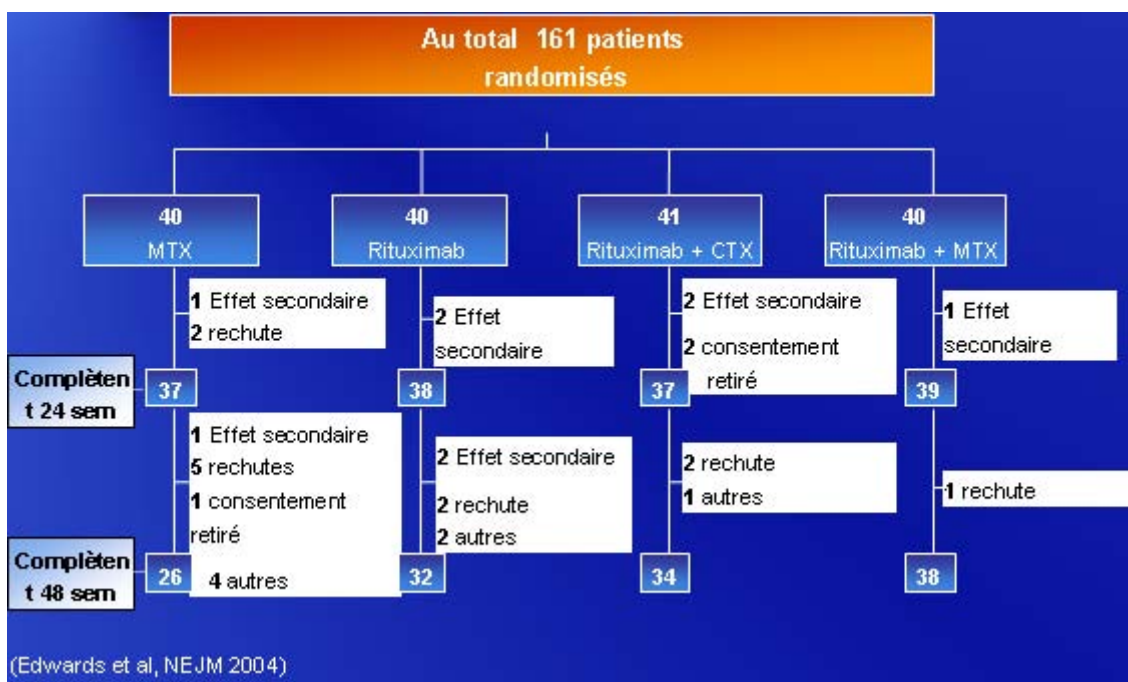 Au total 161 patients
randomisés
40
MTX
40
Rituximab
41
Rituximab + CTX
40
Rituximab + MTX
1 Effet secondaire
2 rechute
2 Effet
secondaire
2 Effet secondaire
2 consentement
retiré
1 Effet
secondaire
Complèten
t 24 sem
37
38
37
39
1 Effet secondaire
5 rechutes
1 consentement
retiré
4 autres
2 Effet secondaire
2 rechute
2 autres
2 rechute
1 autres
1 rechute
Complèten
t 48 sem
26
32
34
38
(Edwards et al, NEJM 2004)